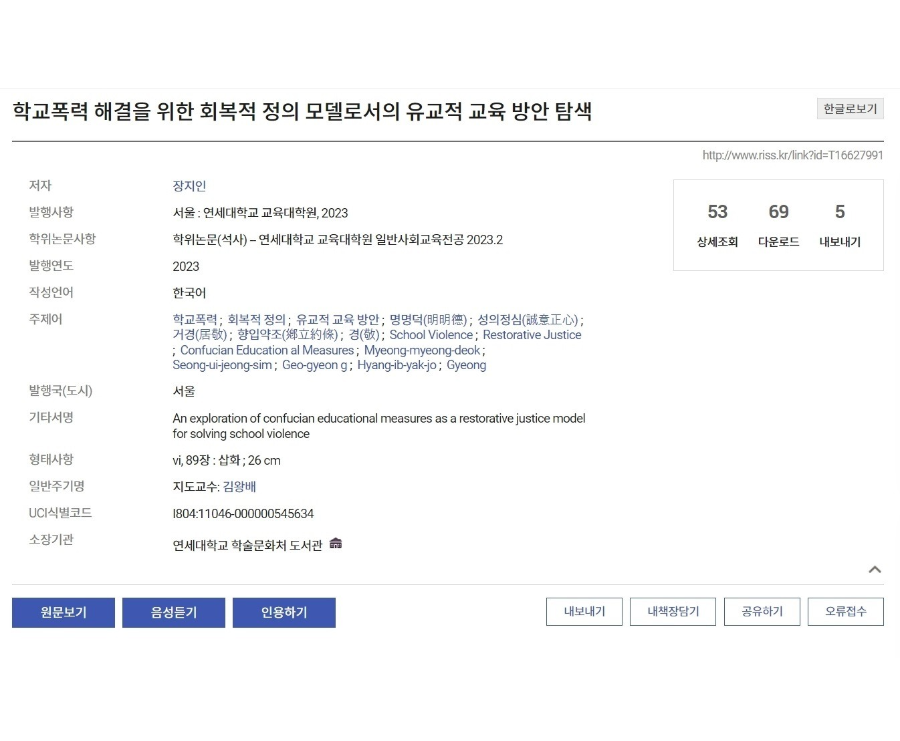 학교폭력 해결을 위한 회복적 정의 모델로서의 유교적 교육 방안 탐색
한글로보기
http://www.riss.kr/link?id=T16627991
저자 장지인
발행사항 서울 : 연세대학교 교육대학원, 2023
학위논문사항 학위논문(석사) -- 연세대학교 교육대학원 일반사회교육전공 2023.2
발행연도 2023
작성언어 한국어
주제어 학교폭력 ; 회복적 정의 ; 유교적 교육 방안 ; 명명덕(明明德) ; 성의정심(誠意正心) ;
거경(居敬) ; 향입약조(鄕立約條) ; 경(敬) ; School Violence ; Restorative Justice
; Confucian Education al Measures ; Myeong-myeong-deok ;
Seong-ui-jeong-sim ; Geo-gyeon g ; Hyang-ib-yak-jo ; Gyeong
발행국(도시) 서울
기타서명 An exploration of confucian educational measures as a restorative justice model
for solving school violence
형태사항 vi, 89장 : 삽화 ; 26 cm
일반주기명 지도교수: 김왕배
UCI식별코드 I804:11046-000000545634
소장기관 연세대학교 학술문화처 도서관
53 69 5
상세조회 다운로드 내보내기
원문보기 음성듣기 인용하기 내보내기 내책장담기 공유하기 오류접수